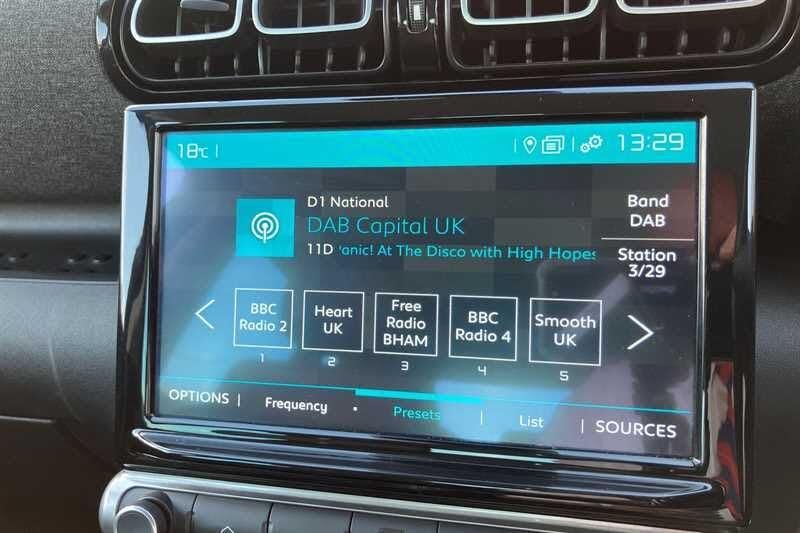 18°C
13:29
D1 National
DAB Capital UK
11D 'anic! At The Disco with High Hopes
Band
DAB
Station
3/29
BBC
Radio 2
1
Heart
UK
2
Free
Radio
BHAM
3
BBC
Radio 4
4
Smooth
UK
5
OPTIONS
Frequency
Presets
List
SOURCES